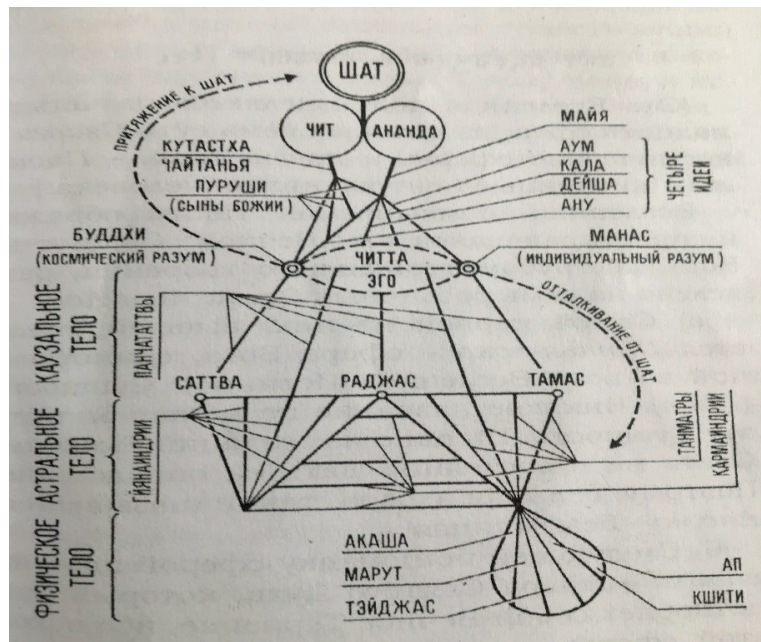 ШАТ
ПРИТЯЖЕНИЕ К ШАТ
ЧИТ
АНАНДА
КУТАСТХА
ЧАЙТАНЬЯ
ПУРУШИ
(СЫНЫ БОЖИИ)
МАЙЯ
АУМ
КАЛА
ДЕЙША
АНУ
ЧЕТЫРЕ
ИДЕИ
БУДДХИ
(КОСМИЧЕСКИЙ РАЗУМ)
ЧИТТА
ЭГО
МАНАС
(ИНДИВИДУАЛЬНЫЙ РАЗУМ)
ОТТАЛКИВАНИЕ ОТ ШАТ
КАУЗАЛЬНОЕ
ТЕЛО
ПАНЧАТАТТВЫ
САТТВА
РАДЖАС
ТАМАС
АСТРАЛЬНОЕ
ТЕЛО
ТАНМАТРЫ
КАРМАИНДРИИ
ФИЗИЧЕСКОЕ
ТЕЛО
АКАША
МАРУТ
ТЭЙДЖАС
АП
КШИТИ